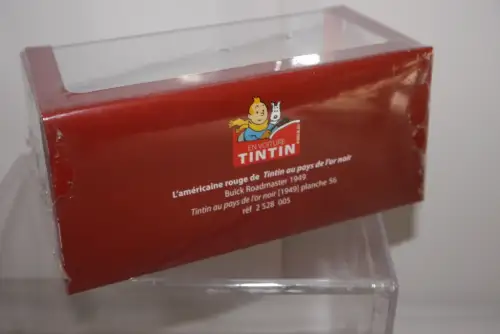 EN VOITURE
TINTIN
L'américaine rouge de Tintin au pays de l'or noir
Buick Roadmaster 1949
Tintin au pays de l'or noir (1949) planche 56
réf 2 528 005